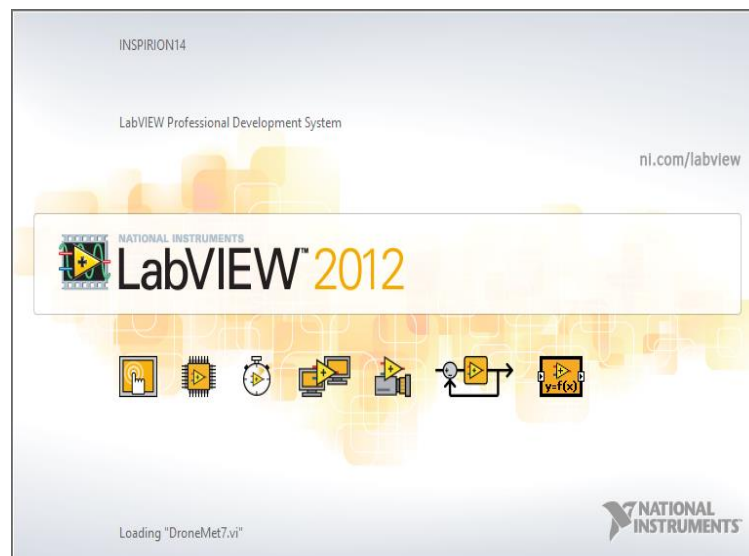 INSPIRION14
LabVIEW Professional Development System
ni.com/labview
NATIONAL INSTRUMENTS
LabVIEW™ 2012
y=f(x)
Loading "DroneMet7.vi"
NATIONAL
INSTRUMENTS™